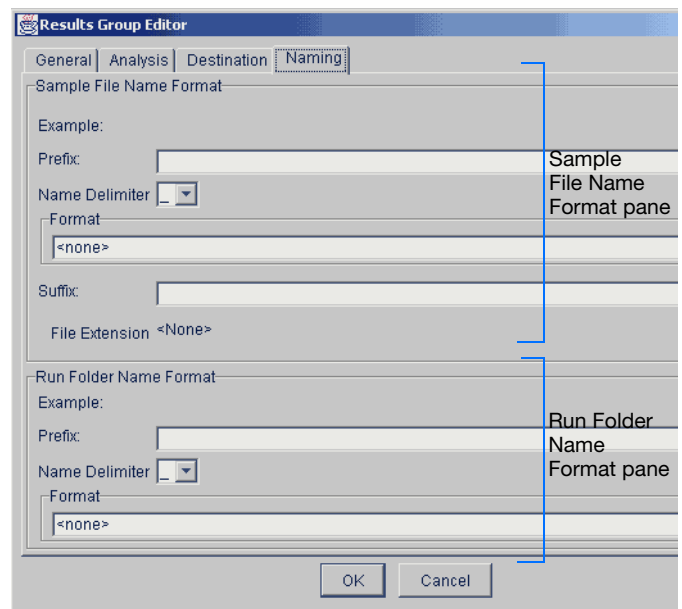 Results Group Editor
General Analysis Destination Naming
Sample File Name Format
Example:
Prefix:
Name Delimiter _
Format
<none>
Suffix:
File Extension <None>
Sample
File Name
Format pane
Run Folder Name Format
Example:
Prefix:
Name Delimiter _
Format
<none>
Run Folder
Name
Format pane
OK Cancel